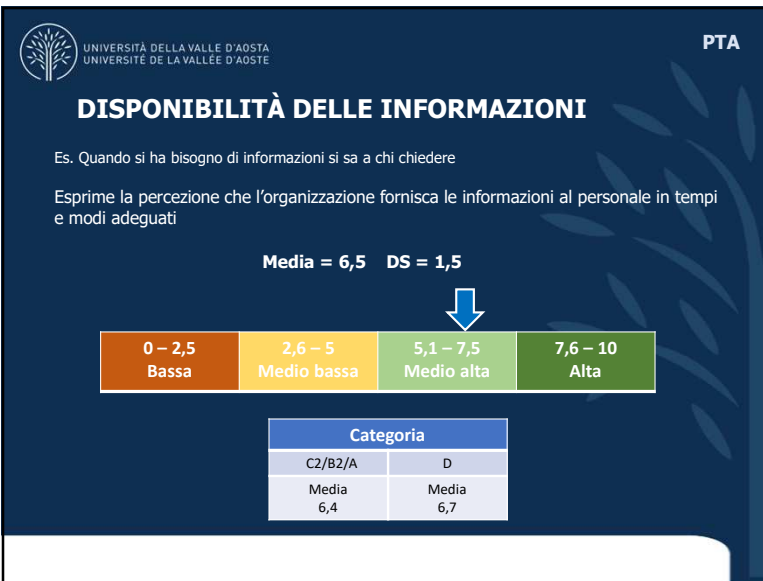 UNIVERSITÀ DELLA VALLE D'AOSTA
UNIVERSITÉ DE LA VALLÉE D'AOSTE
PTA
DISPONIBILITÀ DELLE INFORMAZIONI
Es. Quando si ha bisogno di informazioni si sa a chi chiedere
Esprime la percezione che l'organizzazione fornisca le informazioni al personale in tempi
e modi adeguati
Media = 6,5 DS = 1,5
0 – 2,5 2,6 – 5 5,1 – 7,5 7,6 – 10
Bassa Medio bassa Medio alta Alta
Categoria
C2/B2/A D
Media Media
6,4 6,7